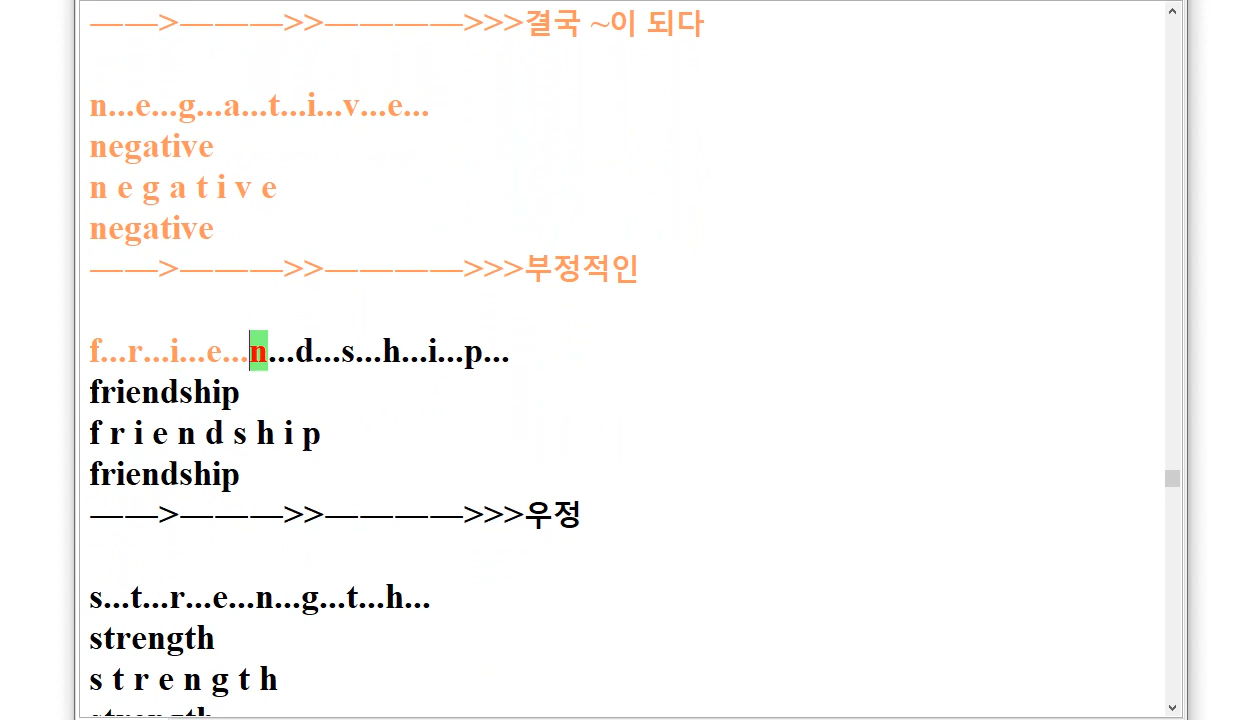 ——>———>>————>>>결국 ~이 되다
n...e...g...a...t...i...v...e...
negative
n e g a t i v e
negative
——>———>>————>>>부정적인
f...r...i...e...n...d...s...h...i...p...
friendship
f r i e n d s h i p
friendship
——>———>>————>>>우정
s...t...r...e...n...g...t...h...
strength
s t r e n g t h